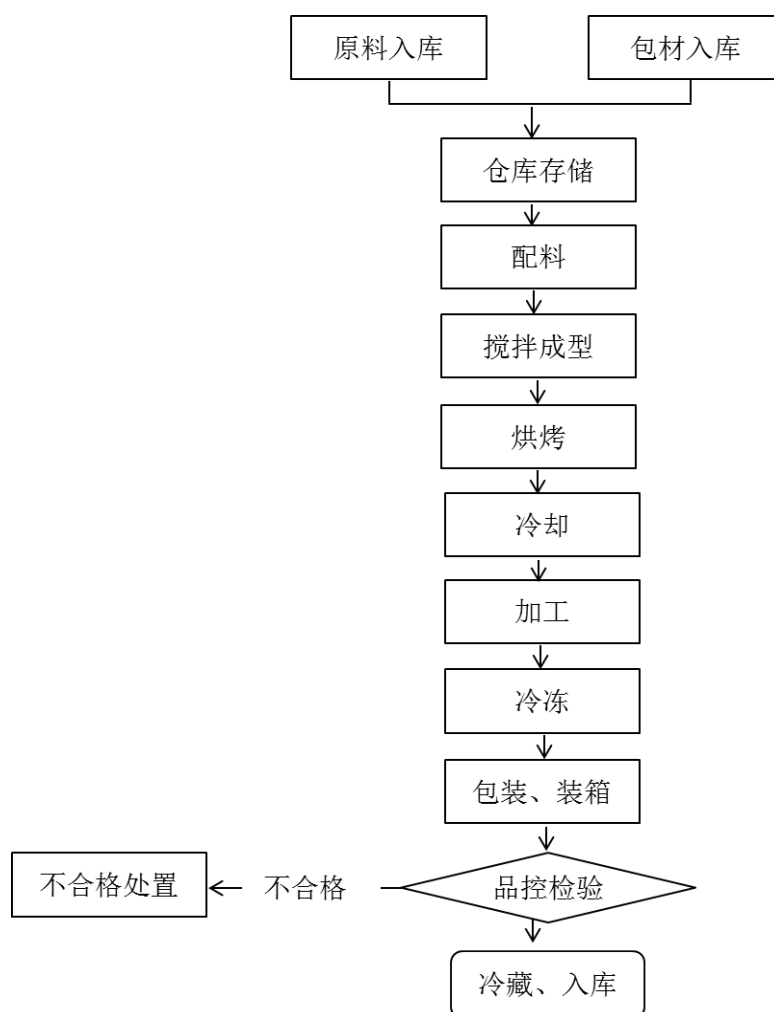 原料入库
包材入库
仓库存储
配料
搅拌成型
烘烤
冷却
加工
冷冻
包装、装箱
不合格处置
不合格
品控检验
冷藏、入库